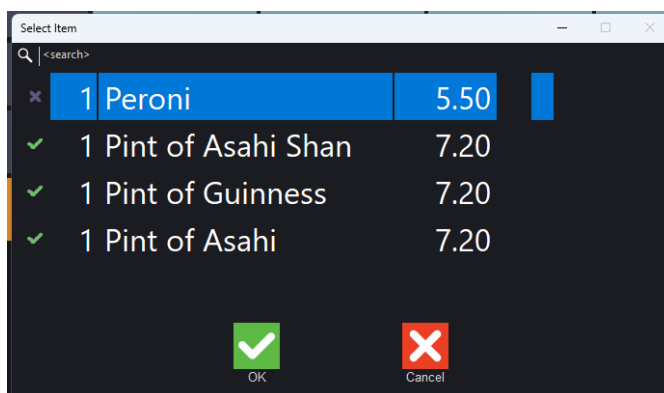 Select Item
<search>
1 Peroni 5.50
1 Pint of Asahi Shan 7.20
1 Pint of Guinness 7.20
1 Pint of Asahi 7.20
OK Cancel